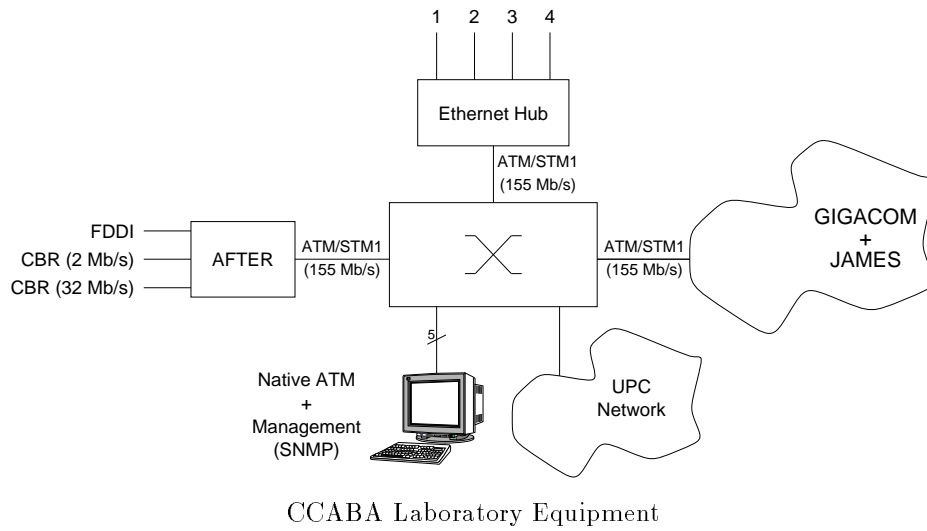 1 2 3 4
Ethernet Hub
ATM/STM1
(155 Mb/s)
FDDI
CBR (2 Mb/s)
CBR (32 Mb/s)
AFTER
ATM/STM1
(155 Mb/s)
ATM/STM1
(155 Mb/s)
GIGACOM
+
JAMES
5
Native ATM
+
Management
(SNMP)
UPC
Network
CCABA Laboratory Equipment